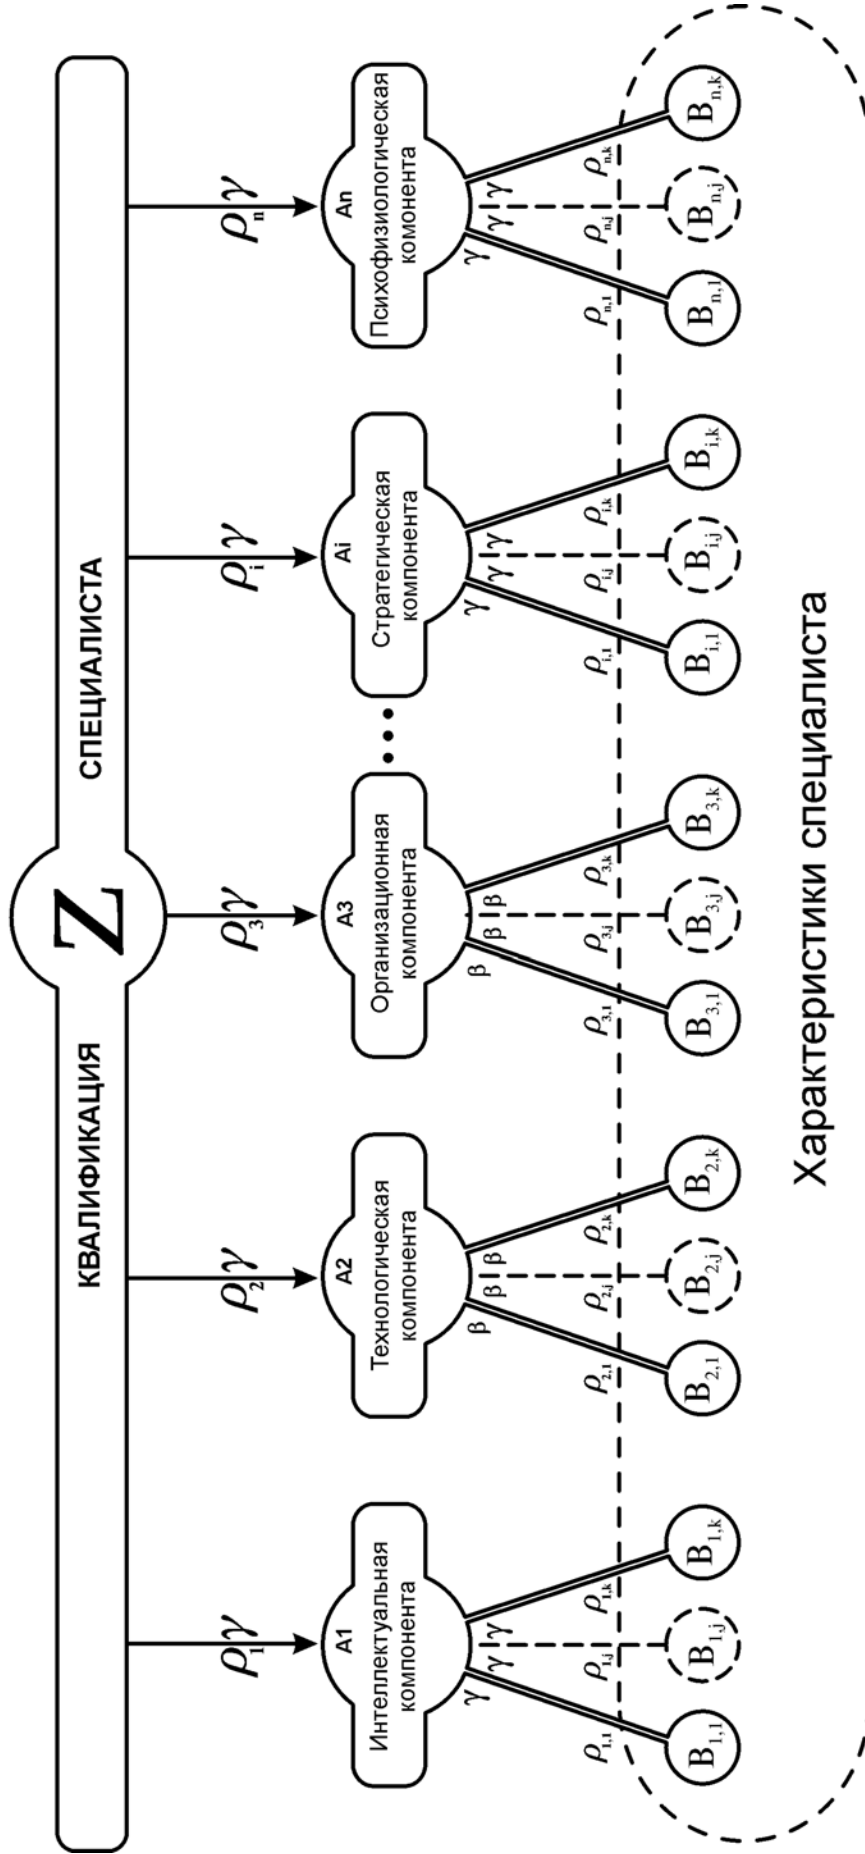 КВАЛИФИКАЦИЯ Z СПЕЦИАЛИСТА
ρ₁γ
ρ₂γ
ρ₃γ
ρᵢγ
ρₙγ
A1
Интеллектуальная
компонента
A2
Технологическая
компонента
A3
Организационная
компонента
...
Ai
Стратегическая
компонента
An
Психофизиологическая
комонента
γ γ γ
β β β
β β β
γ γ γ
γ γ γ
ρ1,1 ρ1,j ρ1,k
ρ2,1 ρ2,j ρ2,k
ρ3,1 ρ3,j ρ3,k
ρi,1 ρi,j ρi,k
ρn,1 ρn,j ρn,k
B1,1 B1,j B1,k
B2,1 B2,j B2,k
B3,1 B3,j B3,k
Bi,1 Bi,j Bi,k
Bn,1 Bn,j Bn,k
Характеристики специалиста